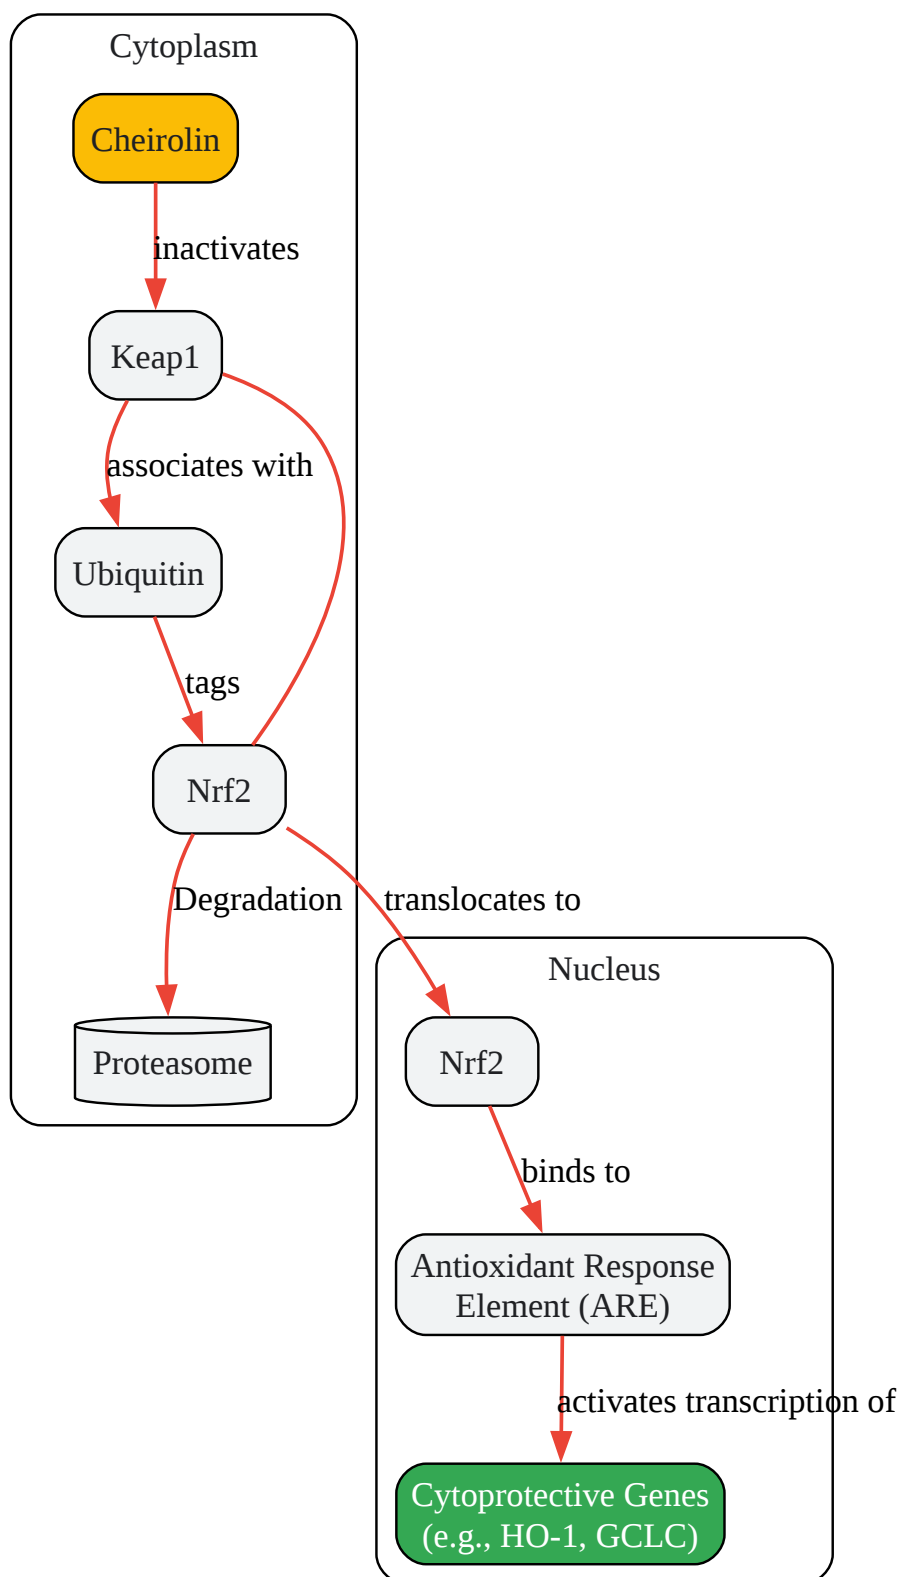 Cytoplasm
Cheirolin
inactivates
Keap1
associates with
Ubiquitin
tags
Nrf2
Degradation
translocates to
Proteasome
Nucleus
Nrf2
binds to
Antioxidant Response
Element (ARE)
activates transcription of
Cytoprotective Genes
(e.g., HO-1, GCLC)